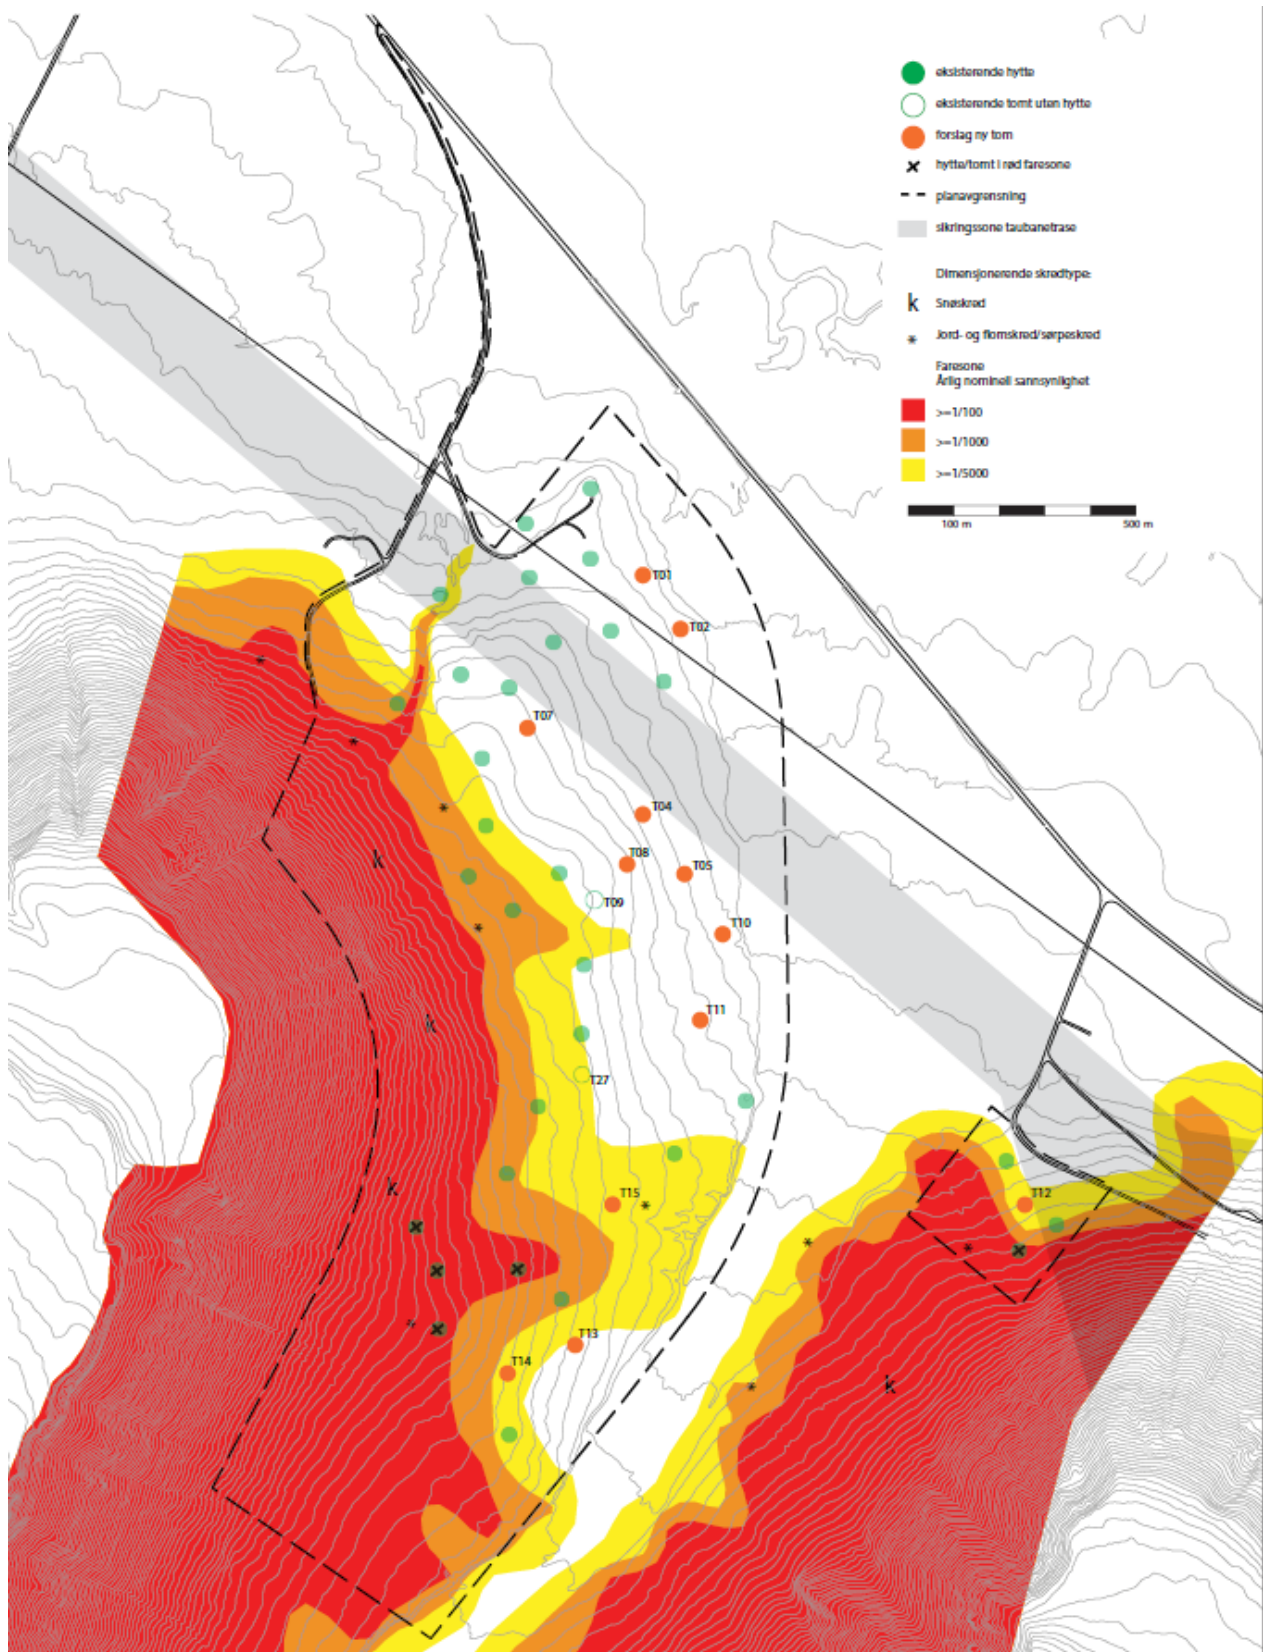 eksisterende hytte
eksisterende tomt uten hytte
forslag ny tom
hytte/tomt i rød faresone
planavgrensning
sikringssone taubanetrase
Dimensjonerende skredtype:
k Snøskred
* Jord- og flomskred/sørpeskred
Faresone
Årlig nominell sannsynlighet
>=1/100
>=1/1000
>=1/5000
100 m 500 m
T01
T02
T07
T04
T08
T05
T09
T10
T11
T27
T15
T12
T13
T14
k
k
k
k